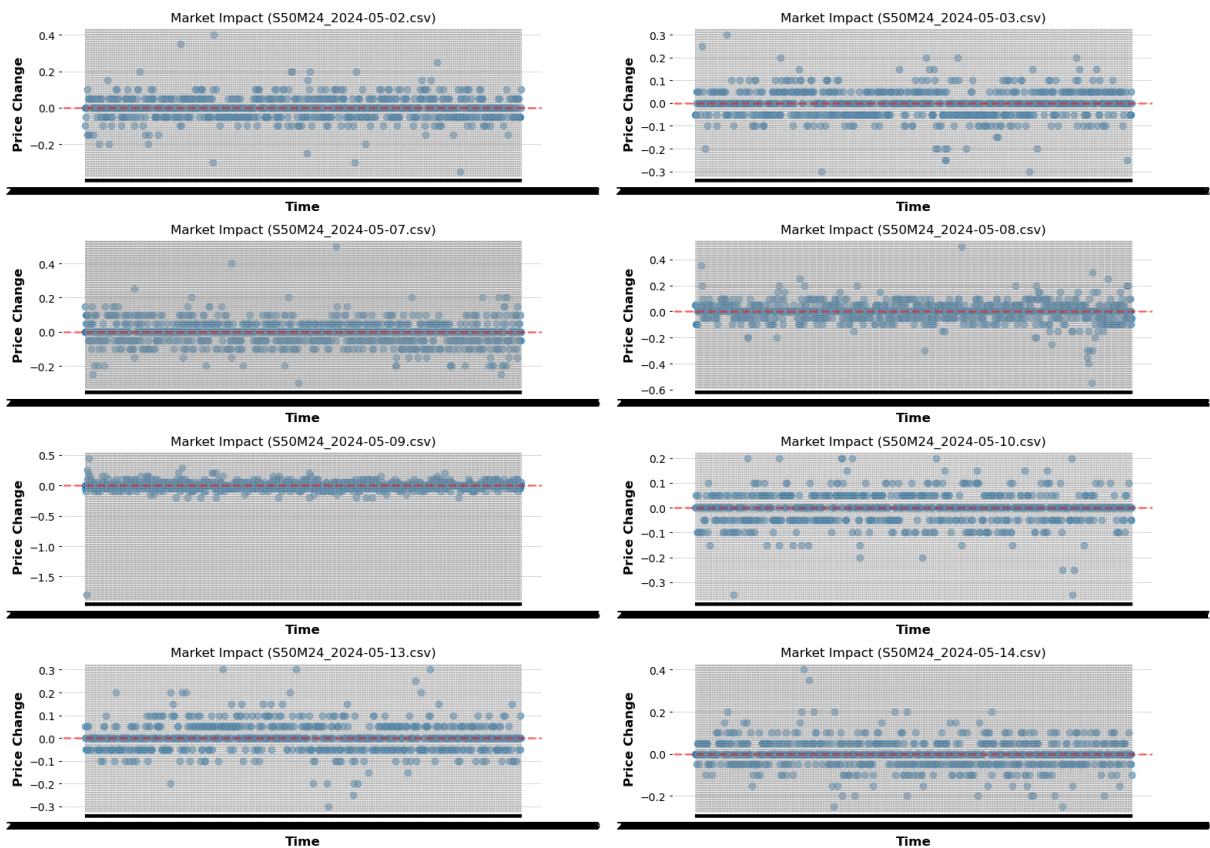 Market Impact (S50M24_2024-05-02.csv)
Price Change
0.4
0.2
0.0
−0.2
Time
Market Impact (S50M24_2024-05-03.csv)
Price Change
0.3
0.2
0.1
0.0
−0.1
−0.2
−0.3
Time
Market Impact (S50M24_2024-05-07.csv)
Price Change
0.4
0.2
0.0
−0.2
Time
Market Impact (S50M24_2024-05-08.csv)
Price Change
0.4
0.2
0.0
−0.2
−0.4
−0.6
Time
Market Impact (S50M24_2024-05-09.csv)
Price Change
0.5
0.0
−0.5
−1.0
−1.5
Time
Market Impact (S50M24_2024-05-10.csv)
Price Change
0.2
0.1
0.0
−0.1
−0.2
−0.3
Time
Market Impact (S50M24_2024-05-13.csv)
Price Change
0.3
0.2
0.1
0.0
−0.1
−0.2
−0.3
Time
Market Impact (S50M24_2024-05-14.csv)
Price Change
0.4
0.2
0.0
−0.2
Time